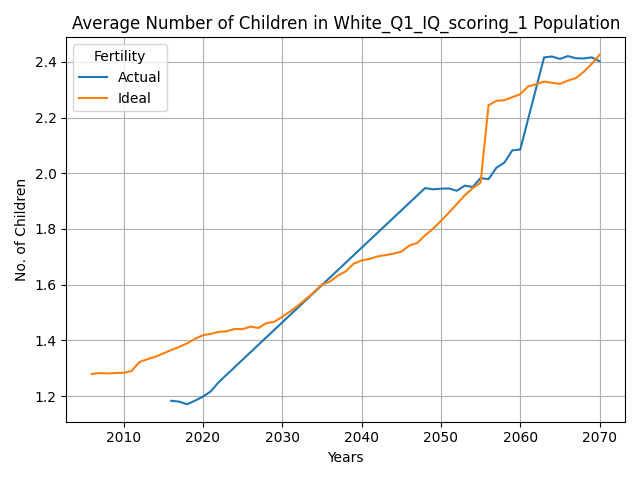 Average Number of Children in White_Q1_IQ_scoring_1 Population
Fertility
Actual
Ideal
No. of Children
2.4
2.2
2.0
1.8
1.6
1.4
1.2
2010 2020 2030 2040 2050 2060 2070
Years